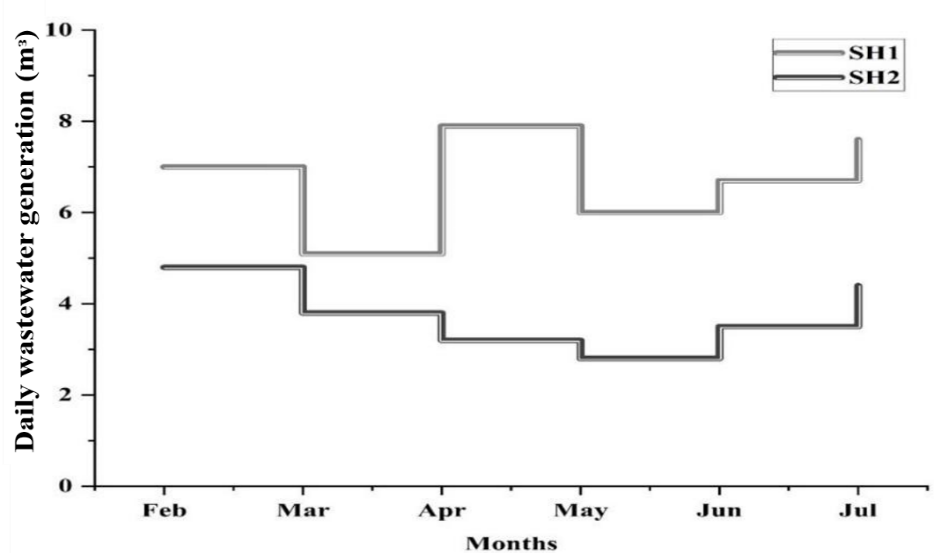 Daily wastewater generation (m³)
10
8
6
4
2
0
SH1
SH2
Feb Mar Apr May Jun Jul
Months